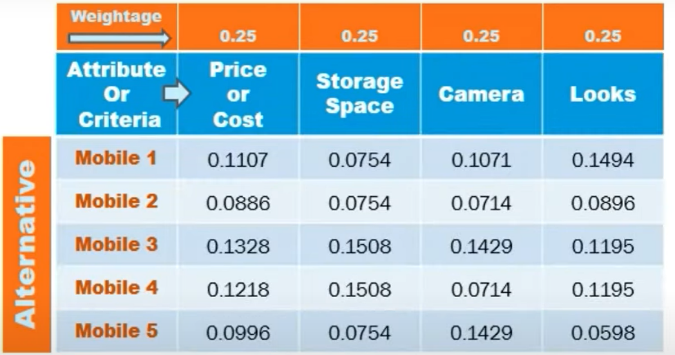 Weightage 0.25 0.25 0.25 0.25
Attribute
Or
Criteria
Price
or
Cost
Storage
Space
Camera
Looks
Alternative
Mobile 1 0.1107 0.0754 0.1071 0.1494
Mobile 2 0.0886 0.0754 0.0714 0.0896
Mobile 3 0.1328 0.1508 0.1429 0.1195
Mobile 4 0.1218 0.1508 0.0714 0.1195
Mobile 5 0.0996 0.0754 0.1429 0.0598